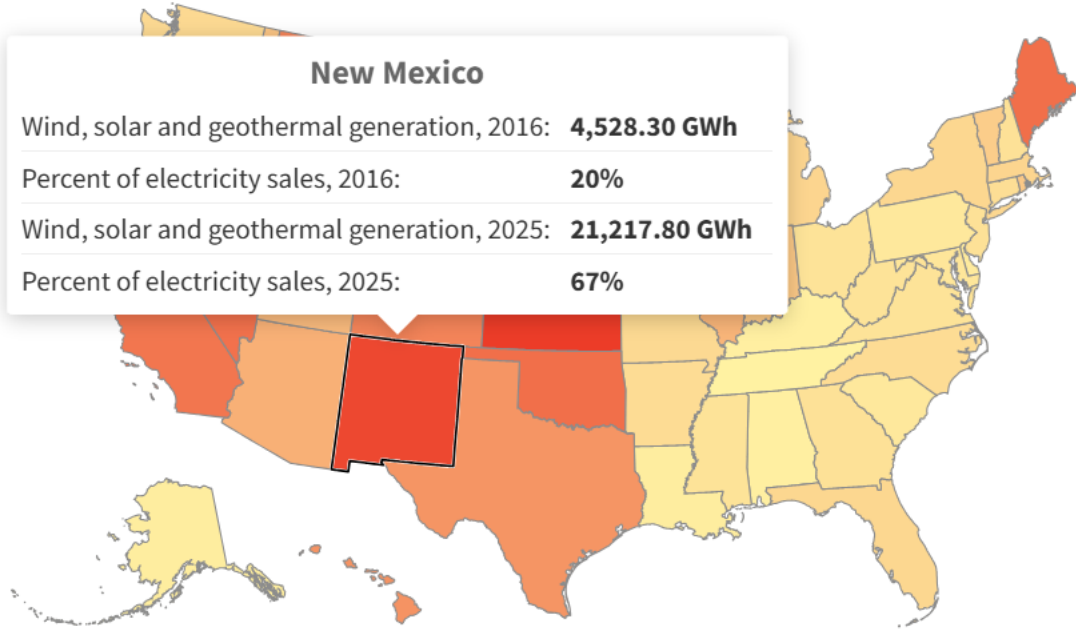 New Mexico
Wind, solar and geothermal generation, 2016: 4,528.30 GWh
Percent of electricity sales, 2016: 20%
Wind, solar and geothermal generation, 2025: 21,217.80 GWh
Percent of electricity sales, 2025: 67%